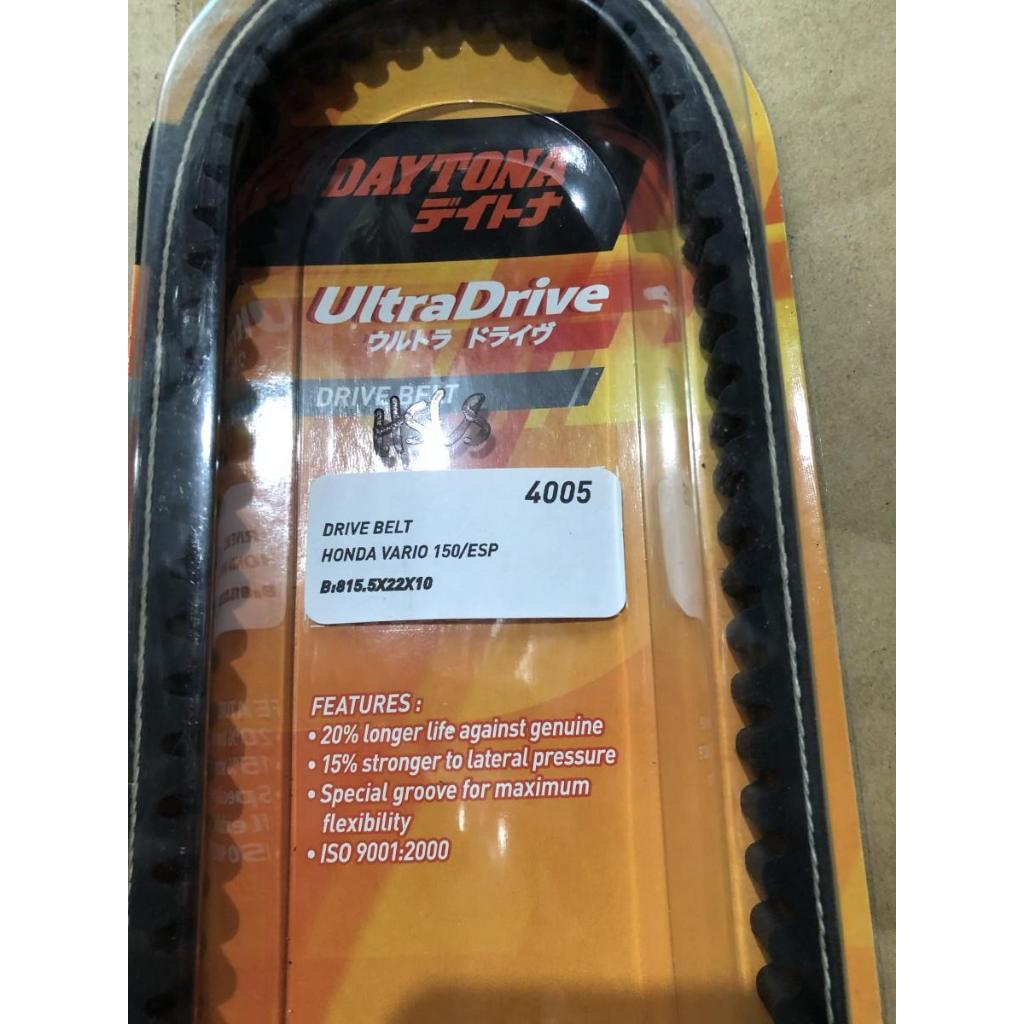 DAYTONA
デイトナ
UltraDrive
ウルトラ ドライヴ
DRIVE BELT
4005
DRIVE BELT
HONDA VARIO 150/ESP
B:815.5X22X10
FEATURES :
• 20% longer life against genuine
• 15% stronger to lateral pressure
• Special groove for maximum
flexibility
• ISO 9001:2000